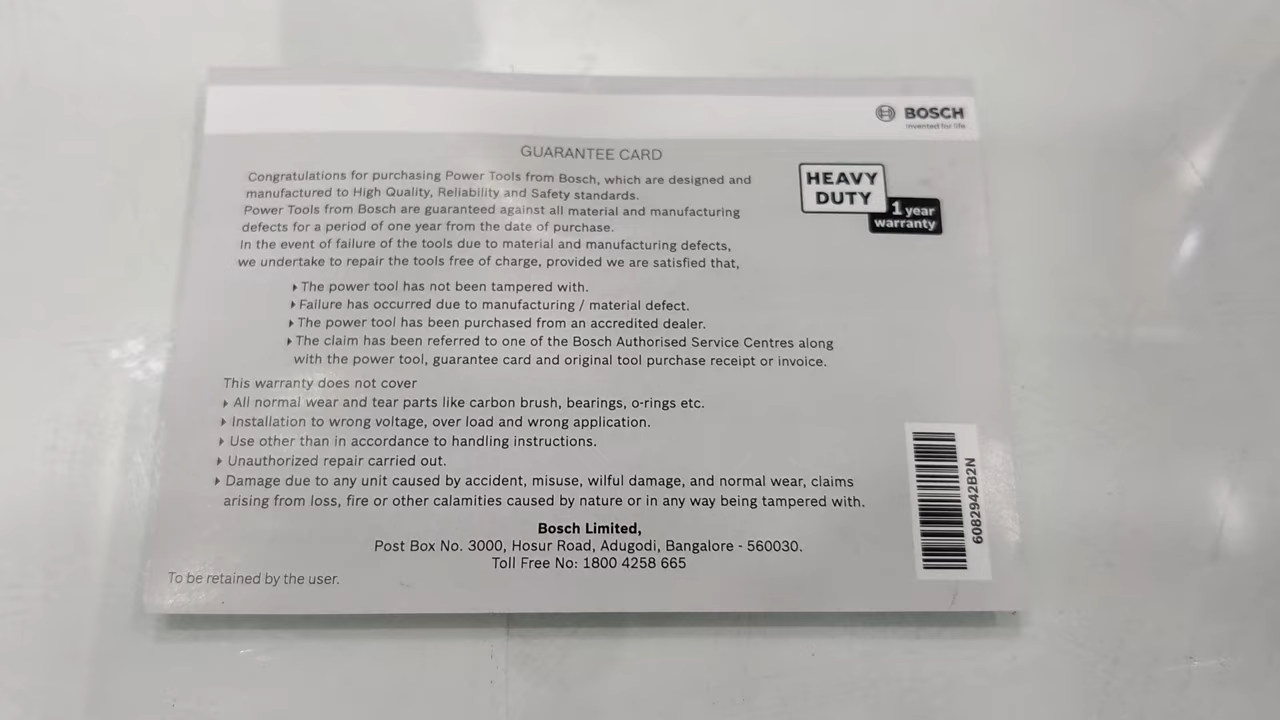 BOSCH
Invented for life
GUARANTEE CARD
HEAVY
DUTY
1 year
warranty
Congratulations for purchasing Power Tools from Bosch, which are designed and
manufactured to High Quality, Reliability and Safety standards.
Power Tools from Bosch are guaranteed against all material and manufacturing
defects for a period of one year from the date of purchase.
In the event of failure of the tools due to material and manufacturing defects,
we undertake to repair the tools free of charge, provided we are satisfied that,
The power tool has not been tampered with.
Failure has occurred due to manufacturing / material defect.
The power tool has been purchased from an accredited dealer.
The claim has been referred to one of the Bosch Authorised Service Centres along
with the power tool, guarantee card and original tool purchase receipt or invoice.
This warranty does not cover
All normal wear and tear parts like carbon brush, bearings, o-rings etc.
Installation to wrong voltage, over load and wrong application.
Use other than in accordance to handling instructions.
Unauthorized repair carried out.
Damage due to any unit caused by accident, misuse, wilful damage, and normal wear, claims
arising from loss, fire or other calamities caused by nature or in any way being tampered with.
Bosch Limited,
Post Box No. 3000, Hosur Road, Adugodi, Bangalore - 560030.
Toll Free No: 1800 4258 665
To be retained by the user.
6082942B2N